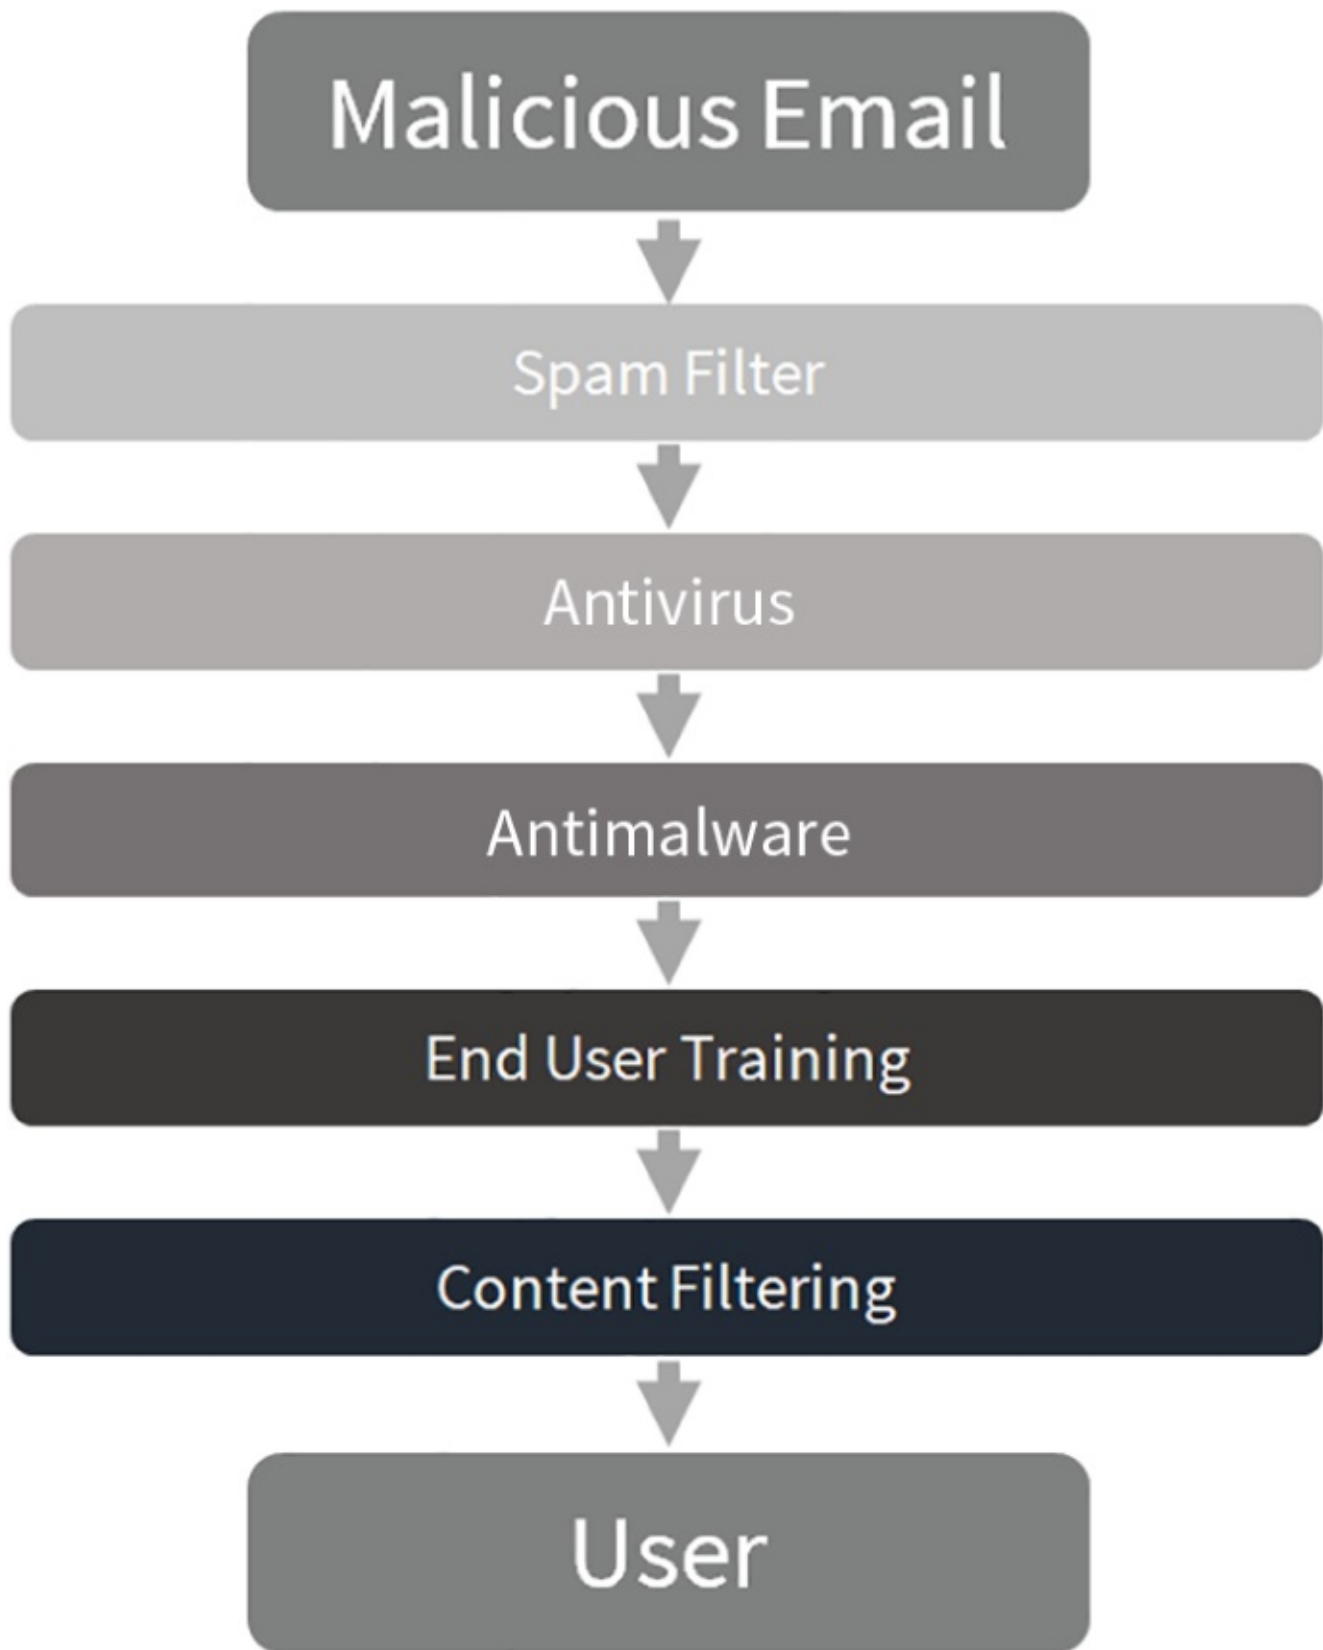 Malicious Email
Spam Filter
Antivirus
Antimalware
End User Training
Content Filtering
User